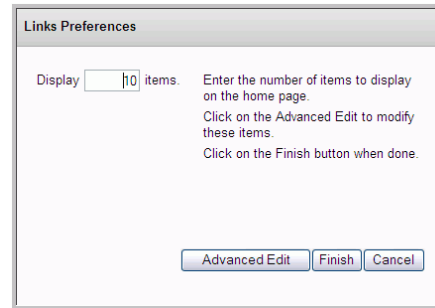 Links Preferences
Display 10 items.
Enter the number of items to display
on the home page.
Click on the Advanced Edit to modify
these items.
Click on the Finish button when done.
Advanced Edit Finish Cancel